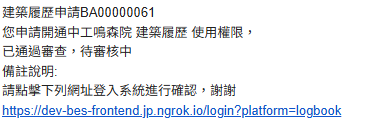 建築履歷申請BA00000061
您申請開通中工鳴森院 建築履歷 使用權限，
已通過審查，待審核中
備註說明:
請點擊下列網址登入系統進行確認，謝謝
https://dev-bes-frontend.jp.ngrok.io/login?platform=logbook